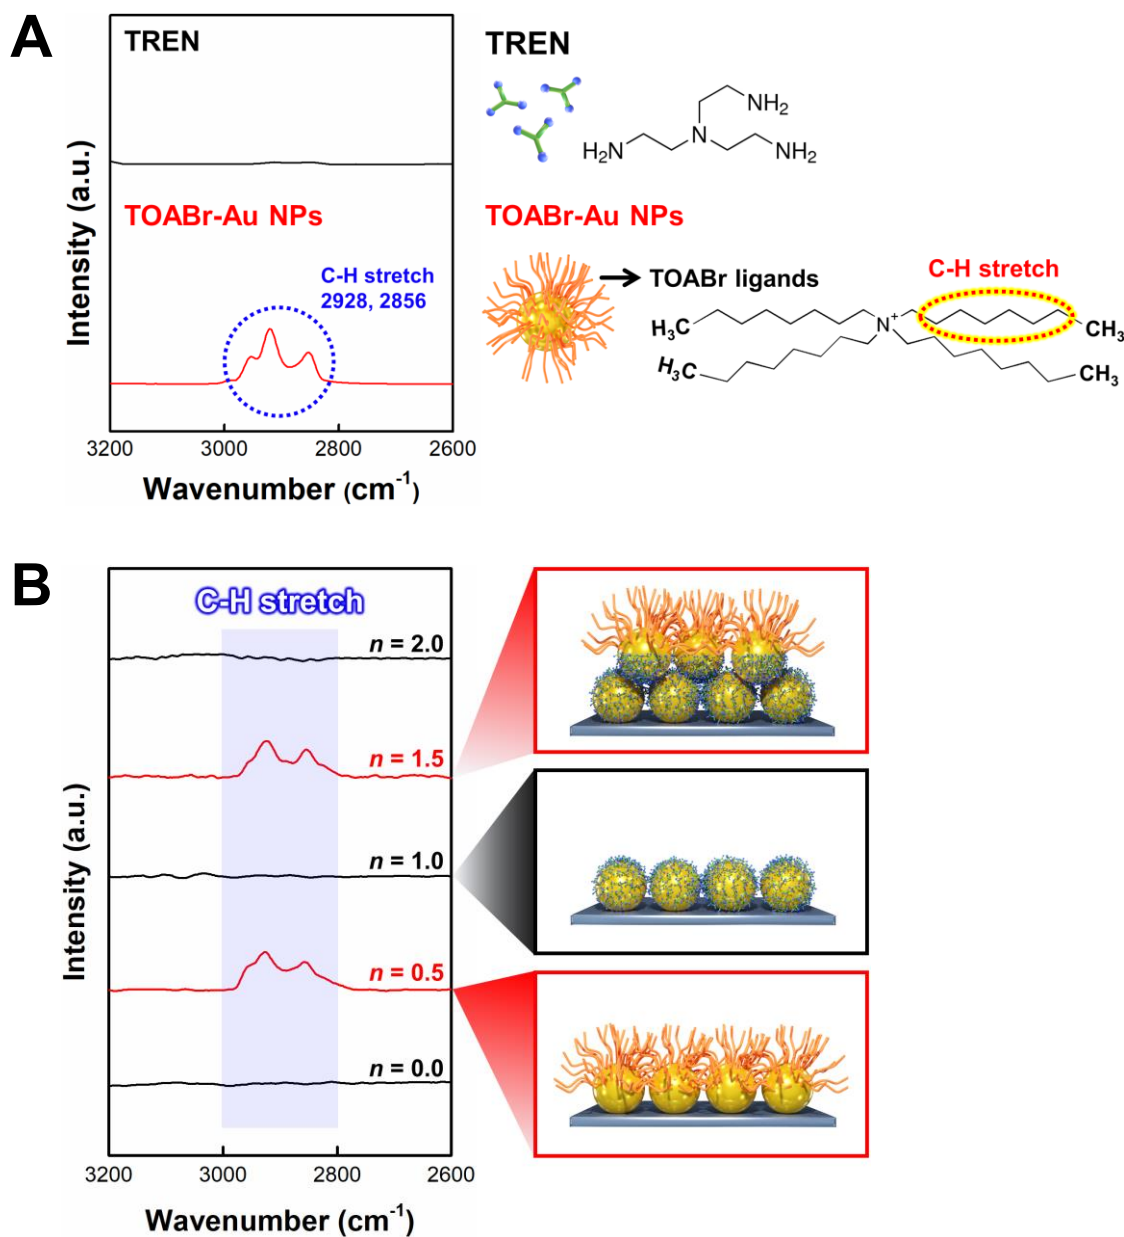 A
TREN
TOABr-Au NPs
C-H stretch
2928, 2856
Intensity (a.u.)
3200 3000 2800 2600
Wavenumber (cm-1)
TREN
NH2
N
H2N NH2
TOABr-Au NPs
TOABr ligands
C-H stretch
H3C N+ CH3
H3C CH3
B
C-H stretch
n = 2.0
n = 1.5
n = 1.0
n = 0.5
n = 0.0
Intensity (a.u.)
3200 3000 2800 2600
Wavenumber (cm-1)